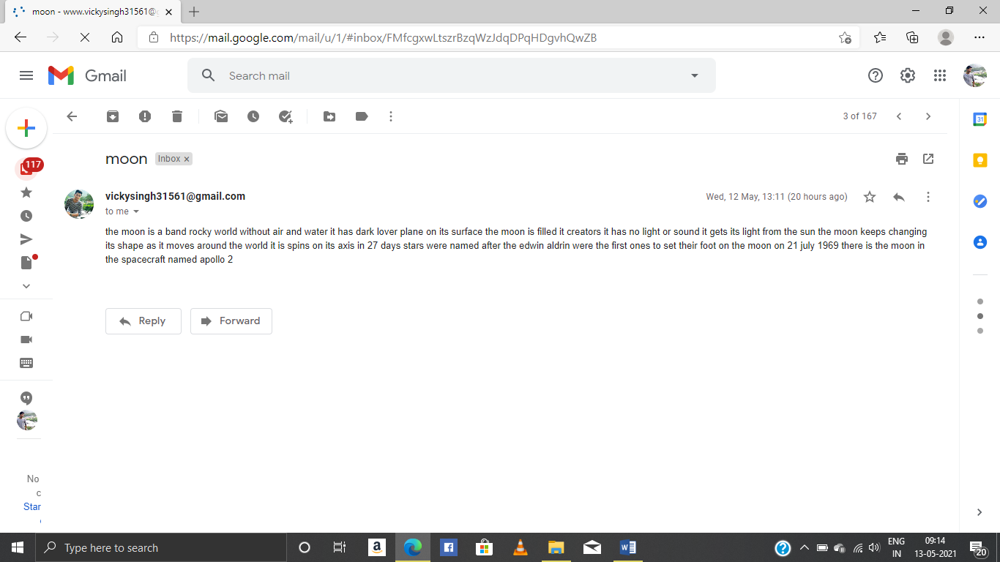 moon - www.vickysingh31561@g
https://mail.google.com/mail/u/1/#inbox/FMfcgxwLtszrBzqWzJdqDPqHDgvhQwZB
Gmail
Search mail
3 of 167
31
117
moon Inbox ×
vickysingh31561@gmail.com
Wed, 12 May, 13:11 (20 hours ago)
to me
the moon is a band rocky world without air and water it has dark lover plane on its surface the moon is filled it creators it has no light or sound it gets its light from the sun the moon keeps changing
its shape as it moves around the world it is spins on its axis in 27 days stars were named after the edwin aldrin were the first ones to set their foot on the moon on 21 july 1969 there is the moon in
the spacecraft named apollo 2
Reply
Forward
No
c
Star
Type here to search
a
ENG
IN
09:14
13-05-2021
20